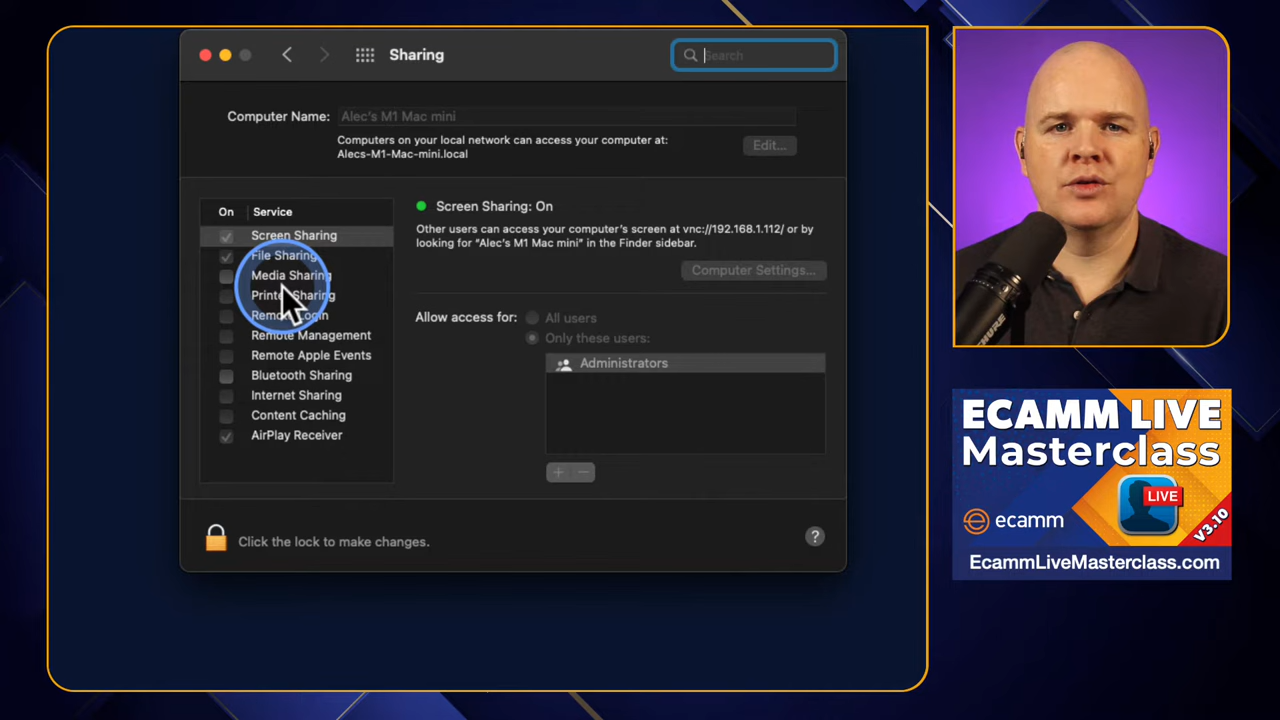 Sharing
Search
Computer Name:
Alec's M1 Mac mini
Computers on your local network can access your computer at:
Alecs-M1-Mac-mini.local
Edit...
On
Service
Screen Sharing
File Sharing
Media Sharing
Printer Sharing
Remote Login
Remote Management
Remote Apple Events
Bluetooth Sharing
Internet Sharing
Content Caching
AirPlay Receiver
Screen Sharing: On
Other users can access your computer's screen at vnc://192.168.1.112/ or by
looking for "Alec's M1 Mac mini" in the Finder sidebar.
Computer Settings...
Allow access for:
All users
Only these users:
Administrators
+ −
Click the lock to make changes.
?
SHURE
ECAMM LIVE
Masterclass
LIVE
ecamm
V3.10
EcammLiveMasterclass.com